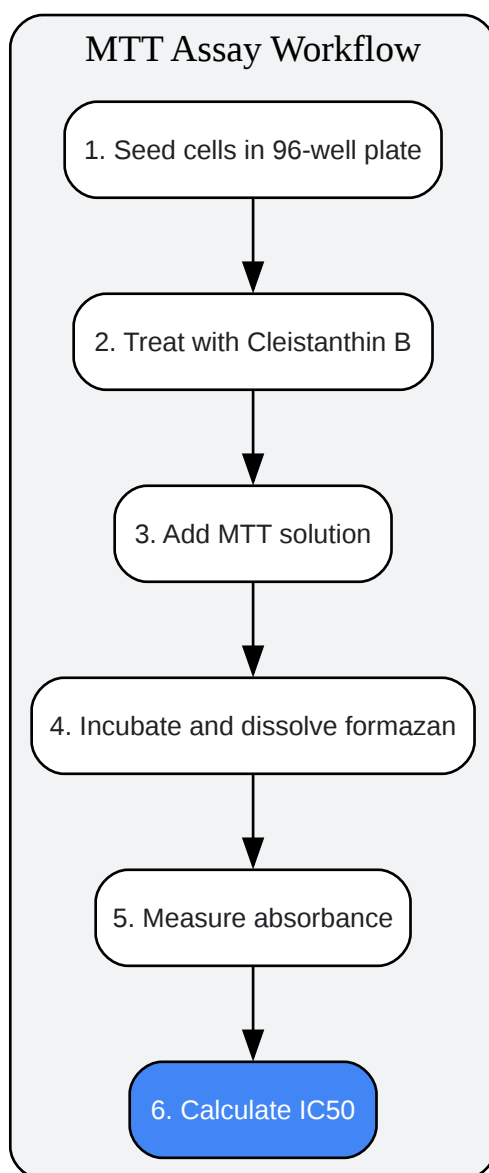 MTT Assay Workflow
1. Seed cells in 96-well plate
2. Treat with Cleistanthin B
3. Add MTT solution
4. Incubate and dissolve formazan
5. Measure absorbance
6. Calculate IC50